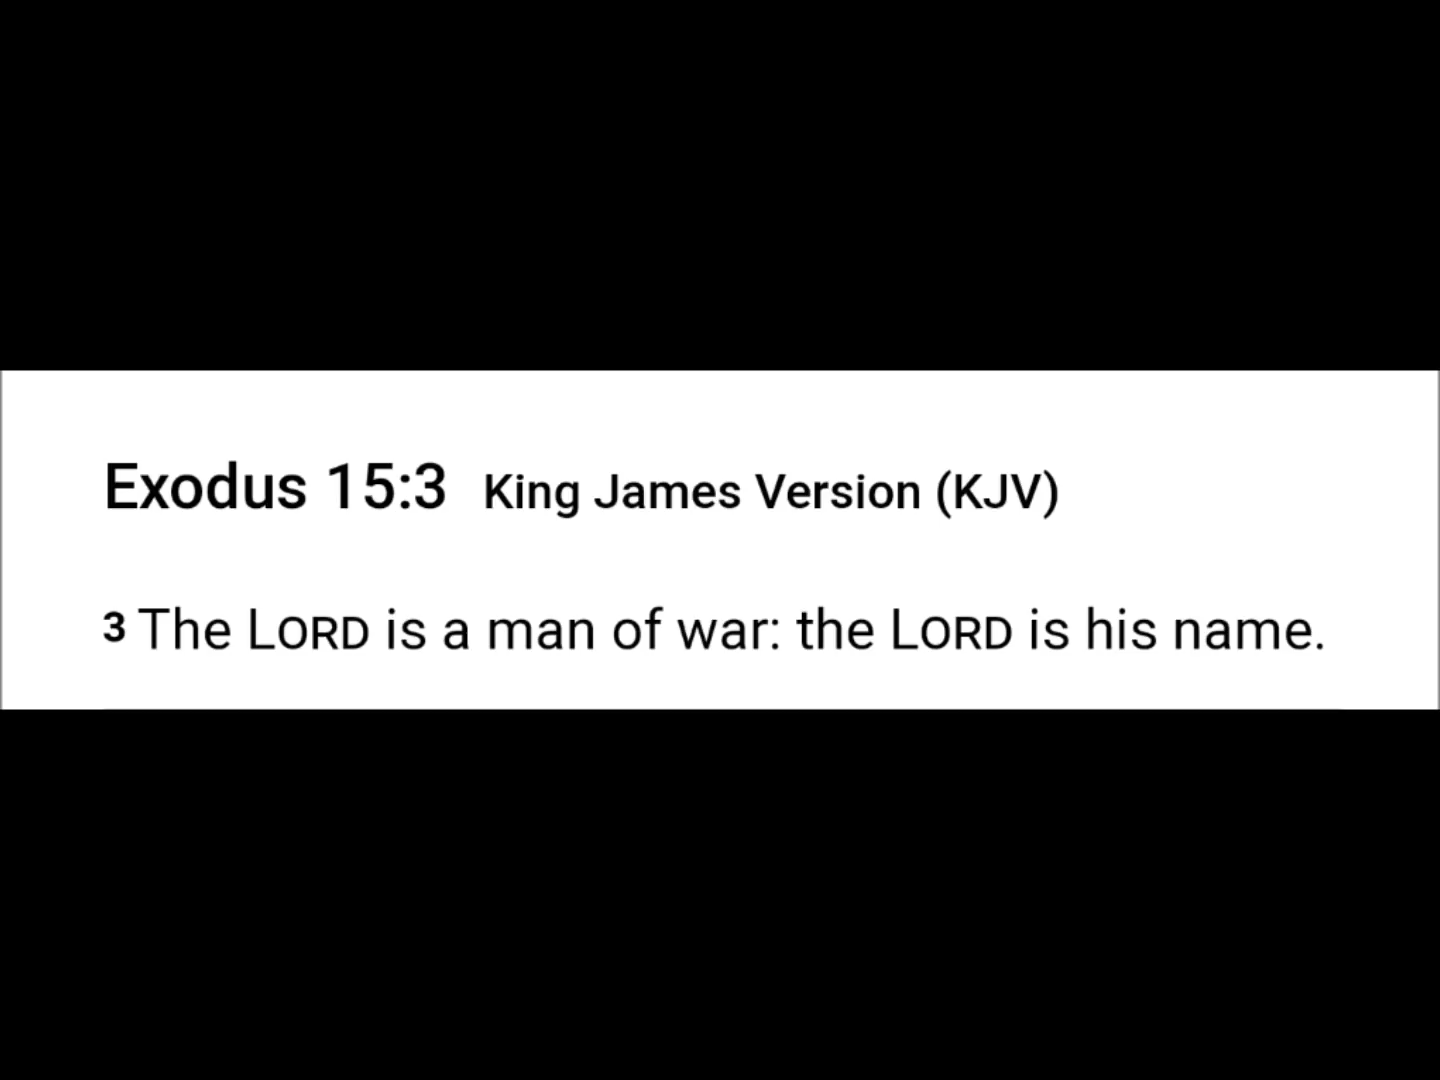 Exodus 15:3 King James Version (KJV)
3 The LORD is a man of war: the LORD is his name.